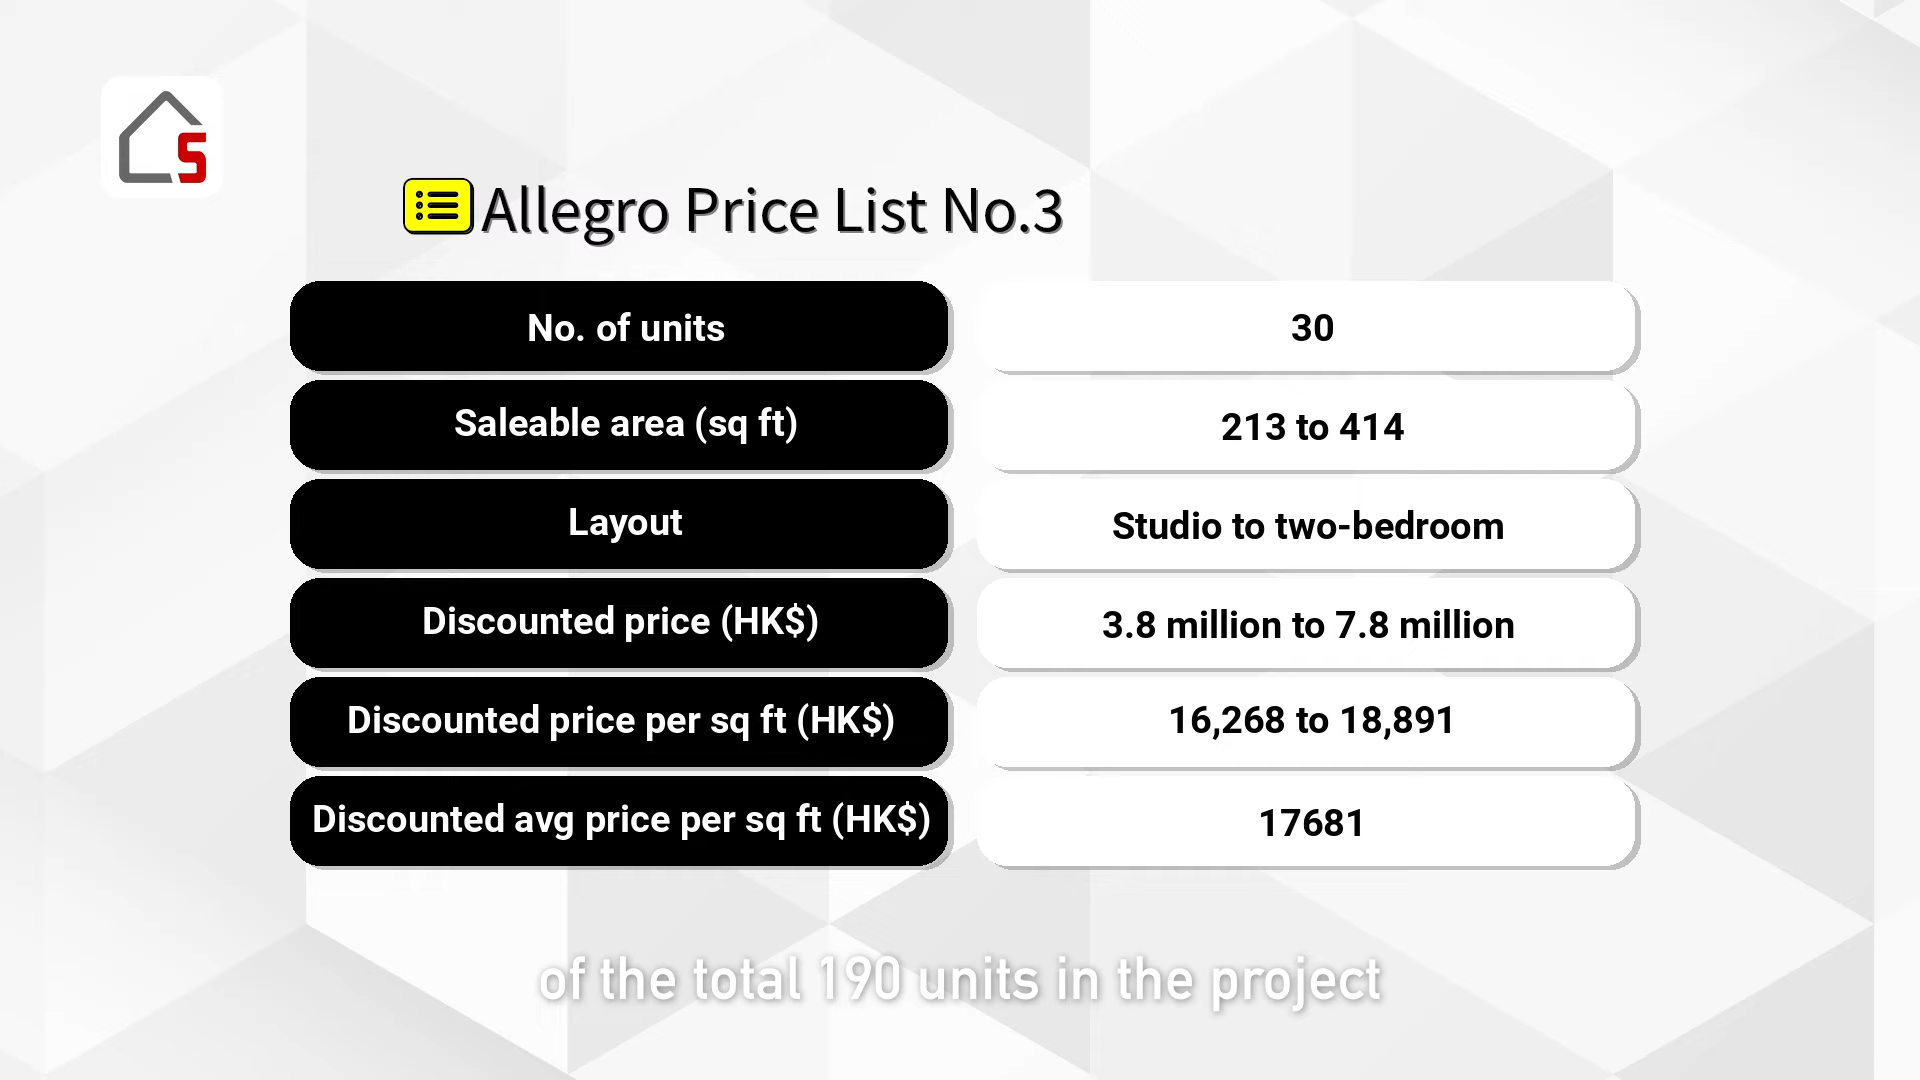 Allegro Price List No.3
No. of units 30
Saleable area (sq ft) 213 to 414
Layout Studio to two-bedroom
Discounted price (HK$) 3.8 million to 7.8 million
Discounted price per sq ft (HK$) 16,268 to 18,891
Discounted avg price per sq ft (HK$) 17681
of the total 190 units in the project